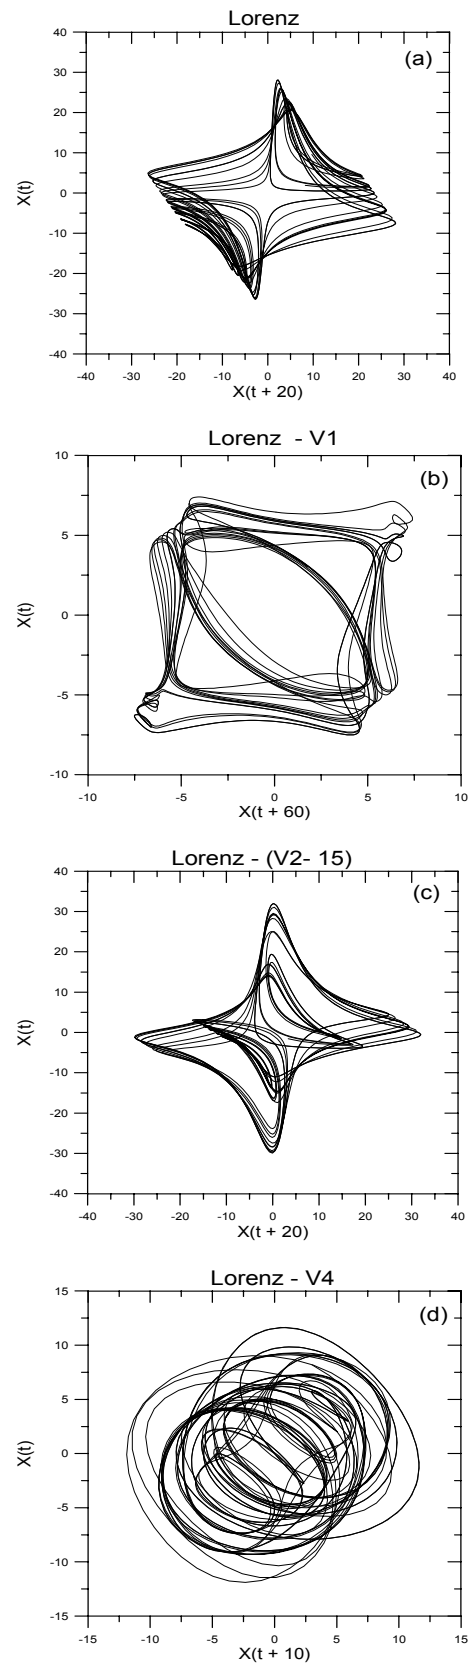 Lorenz
(a)
40
30
20
10
0
-10
-20
-30
-40
X(t)
-40 -30 -20 -10 0 10 20 30 40
X(t + 20)
Lorenz - V1
(b)
10
5
0
-5
-10
X(t)
-10 -5 0 5 10
X(t + 60)
Lorenz - (V2- 15)
(c)
40
30
20
10
0
-10
-20
-30
-40
X(t)
-40 -30 -20 -10 0 10 20 30 40
X(t + 20)
Lorenz - V4
(d)
15
10
5
0
-5
-10
-15
X(t)
-15 -10 -5 0 5 10 15
X(t + 10)